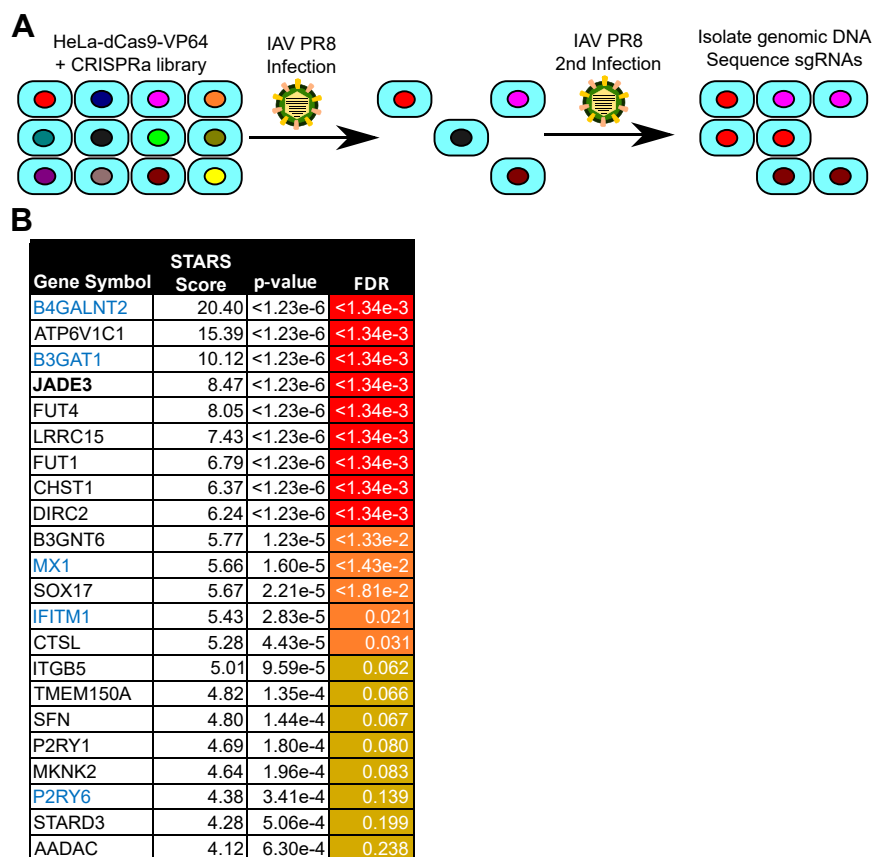 A
HeLa-dCas9-VP64
+ CRISPRa library
IAV PR8
Infection
IAV PR8
2nd Infection
Isolate genomic DNA
Sequence sgRNAs
B
Gene Symbol STARS Score p-value FDR
B4GALNT2 20.40 <1.23e-6 <1.34e-3
ATP6V1C1 15.39 <1.23e-6 <1.34e-3
B3GAT1 10.12 <1.23e-6 <1.34e-3
JADE3 8.47 <1.23e-6 <1.34e-3
FUT4 8.05 <1.23e-6 <1.34e-3
LRRC15 7.43 <1.23e-6 <1.34e-3
FUT1 6.79 <1.23e-6 <1.34e-3
CHST1 6.37 <1.23e-6 <1.34e-3
DIRC2 6.24 <1.23e-6 <1.34e-3
B3GNT6 5.77 1.23e-5 <1.33e-2
MX1 5.66 1.60e-5 <1.43e-2
SOX17 5.67 2.21e-5 <1.81e-2
IFITM1 5.43 2.83e-5 0.021
CTSL 5.28 4.43e-5 0.031
ITGB5 5.01 9.59e-5 0.062
TMEM150A 4.82 1.35e-4 0.066
SFN 4.80 1.44e-4 0.067
P2RY1 4.69 1.80e-4 0.080
MKNK2 4.64 1.96e-4 0.083
P2RY6 4.38 3.41e-4 0.139
STARD3 4.28 5.06e-4 0.199
AADAC 4.12 6.30e-4 0.238